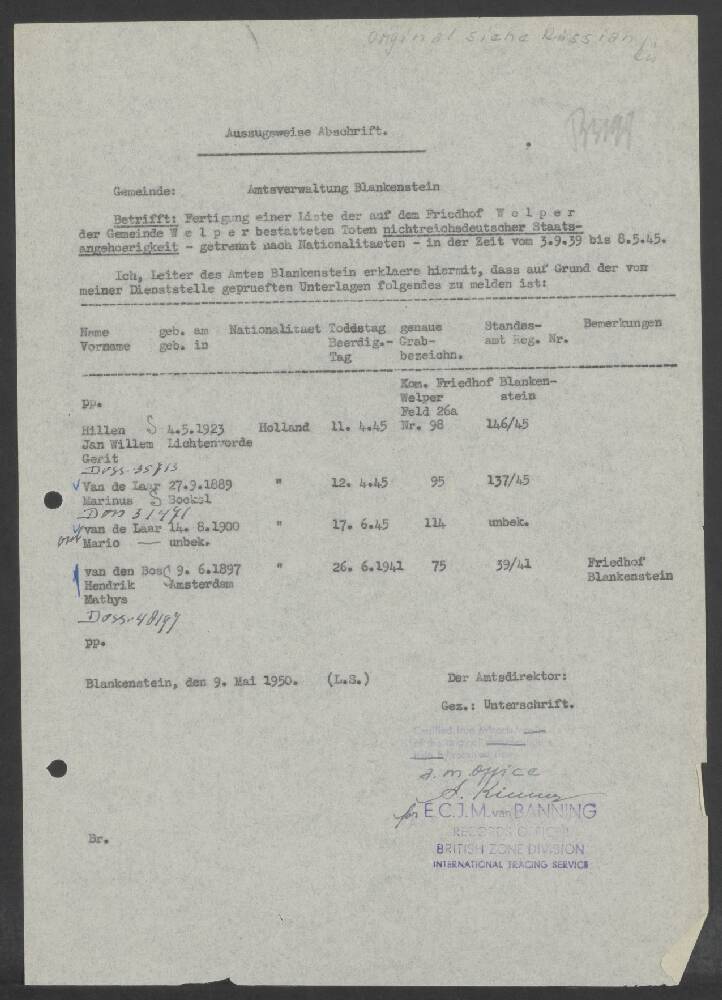 Original siehe Russian
Auszugsweise Abschrift.
Gemeinde: Amtsverwaltung Blankenstein
Betrifft: Fertigung einer Liste der auf dem Friedhof W e l p e r
der Gemeinde W e l p e r bestatteten Toten nichtreichsdeutscher Staats-
angehoerigkeit - getrennt nach Nationalitaeten - in der Zeit vom 3.9.39 bis 8.5.45.
Ich, Leiter des Amtes Blankenstein erklaere hiermit, dass auf Grund der von
meiner Dienststelle geprueften Unterlagen folgendes zu melden ist:
Name geb. am Nationalitaet Toddstag genaue Standes- Bemerkungen
Vorname geb. in Beerdig.- Grab- amt Reg. Nr.
Tag bezeichn.
Kom. Friedhof Blanken-
pp. Welper stein
Feld 26a
Hillen S 4.5.1923 Holland 11. 4.45 Nr. 98 146/45
Jan Willem Lichtenvorde
Gerit
Van de Laar 27.9.1889 " 12. 4.45 95 137/45
Marinus S Bockel
van de Laar 14. 8.1900 " 17. 6.45 114 unbek.
Mario — unbek.
van den Bos 9. 6.1897 " 26. 6.1941 75 39/41 Friedhof
Hendrik Amsterdam Blankenstein
Mathys
pp.
Blankenstein, den 9. Mai 1950. (L.S.) Der Amtsdirektor:
Gez.: Unterschrift.
a.m. office
for E.C.J.M. van BANNING
RECORDS OFFICER
BRITISH ZONE DIVISION
INTERNATIONAL TRACING SERVICE
Br.